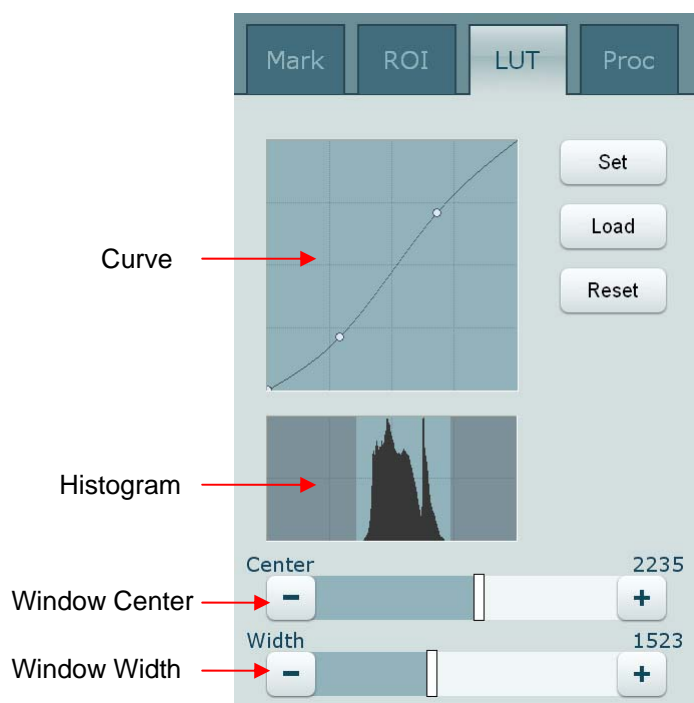 Mark ROI LUT Proc
Set
Load
Curve
Reset
Histogram
Center 2235
Window Center − +
Width 1523
Window Width − +